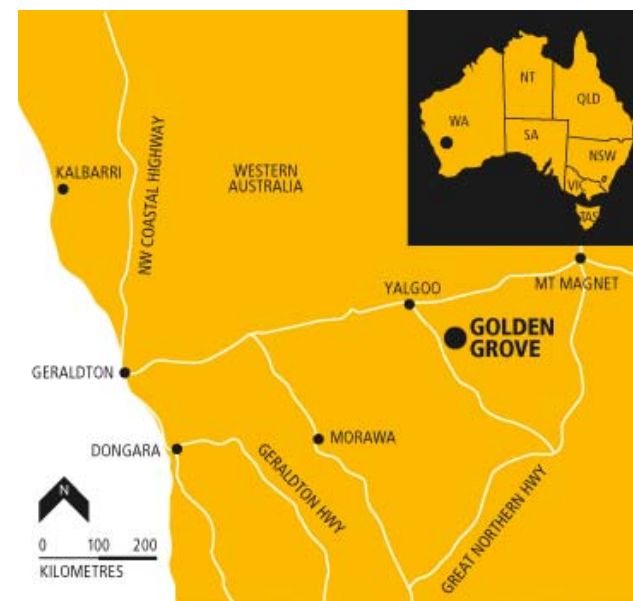 NT
QLD
WA
SA
NSW
VIC
TAS
KALBARRI
NW COASTAL HIGHWAY
WESTERN
AUSTRALIA
MT MAGNET
YALGOO
GOLDEN
GROVE
GERALDTON
MORAWA
DONGARA
GERALDTON HWY
GREAT NORTHERN HWY
N
0 100 200
KILOMETRES